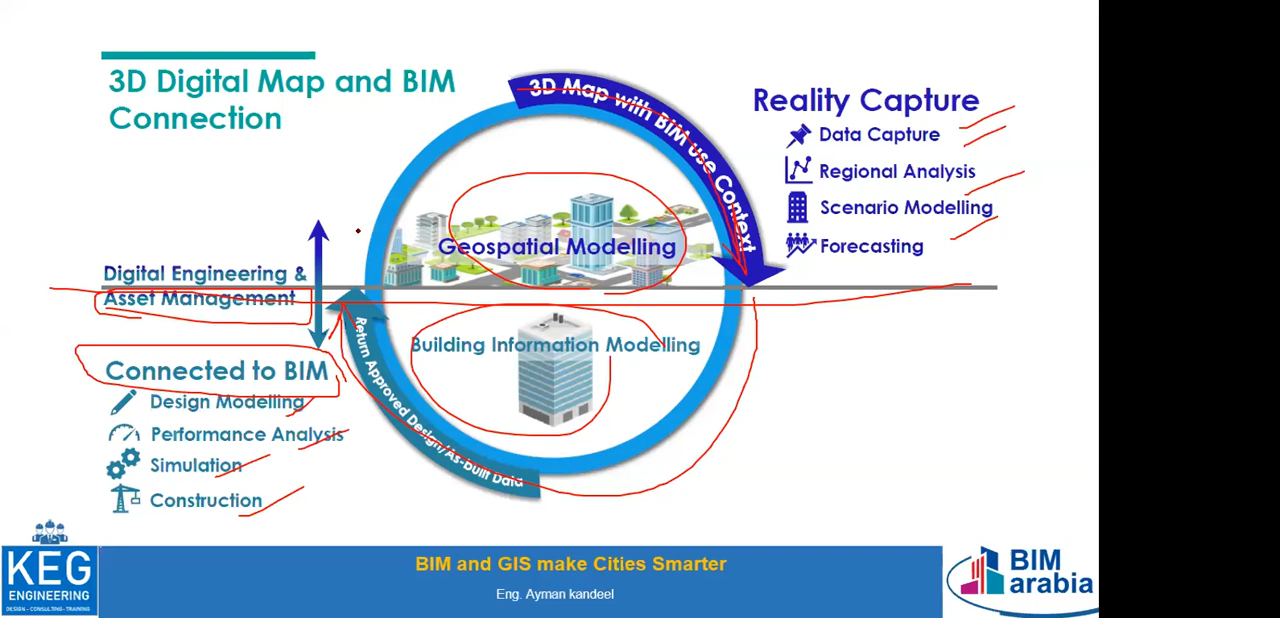 3D Digital Map and BIM
Connection
3D Map with BIM use Context
Reality Capture
Data Capture
Regional Analysis
Scenario Modelling
Forecasting
Geospatial Modelling
Digital Engineering &
Asset Management
Building Information Modelling
Connected to BIM
Design Modelling
Performance Analysis
Simulation
Construction
Return Approved Design/As-built Data
KEG
ENGINEERING
DESIGN - CONSULTING - TRAINING
BIM and GIS make Cities Smarter
Eng. Ayman kandeel
BIM
arabia